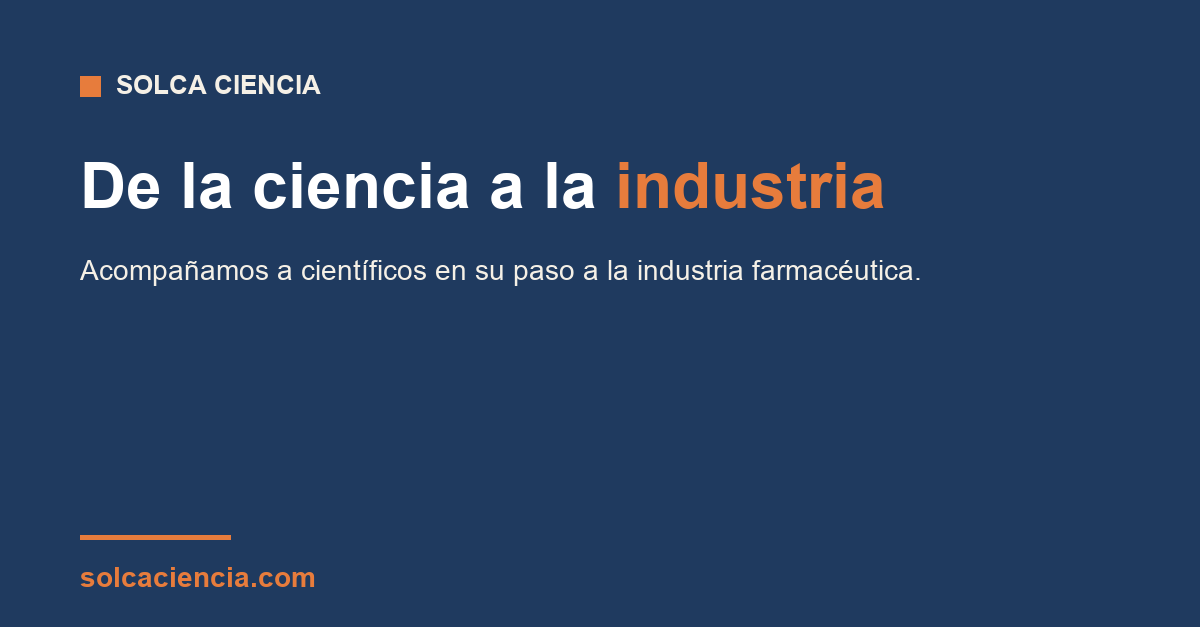 SOLCA CIENCIA
De la ciencia a la industria
Acompañamos a científicos en su paso a la industria farmacéutica.
solcaciencia.com